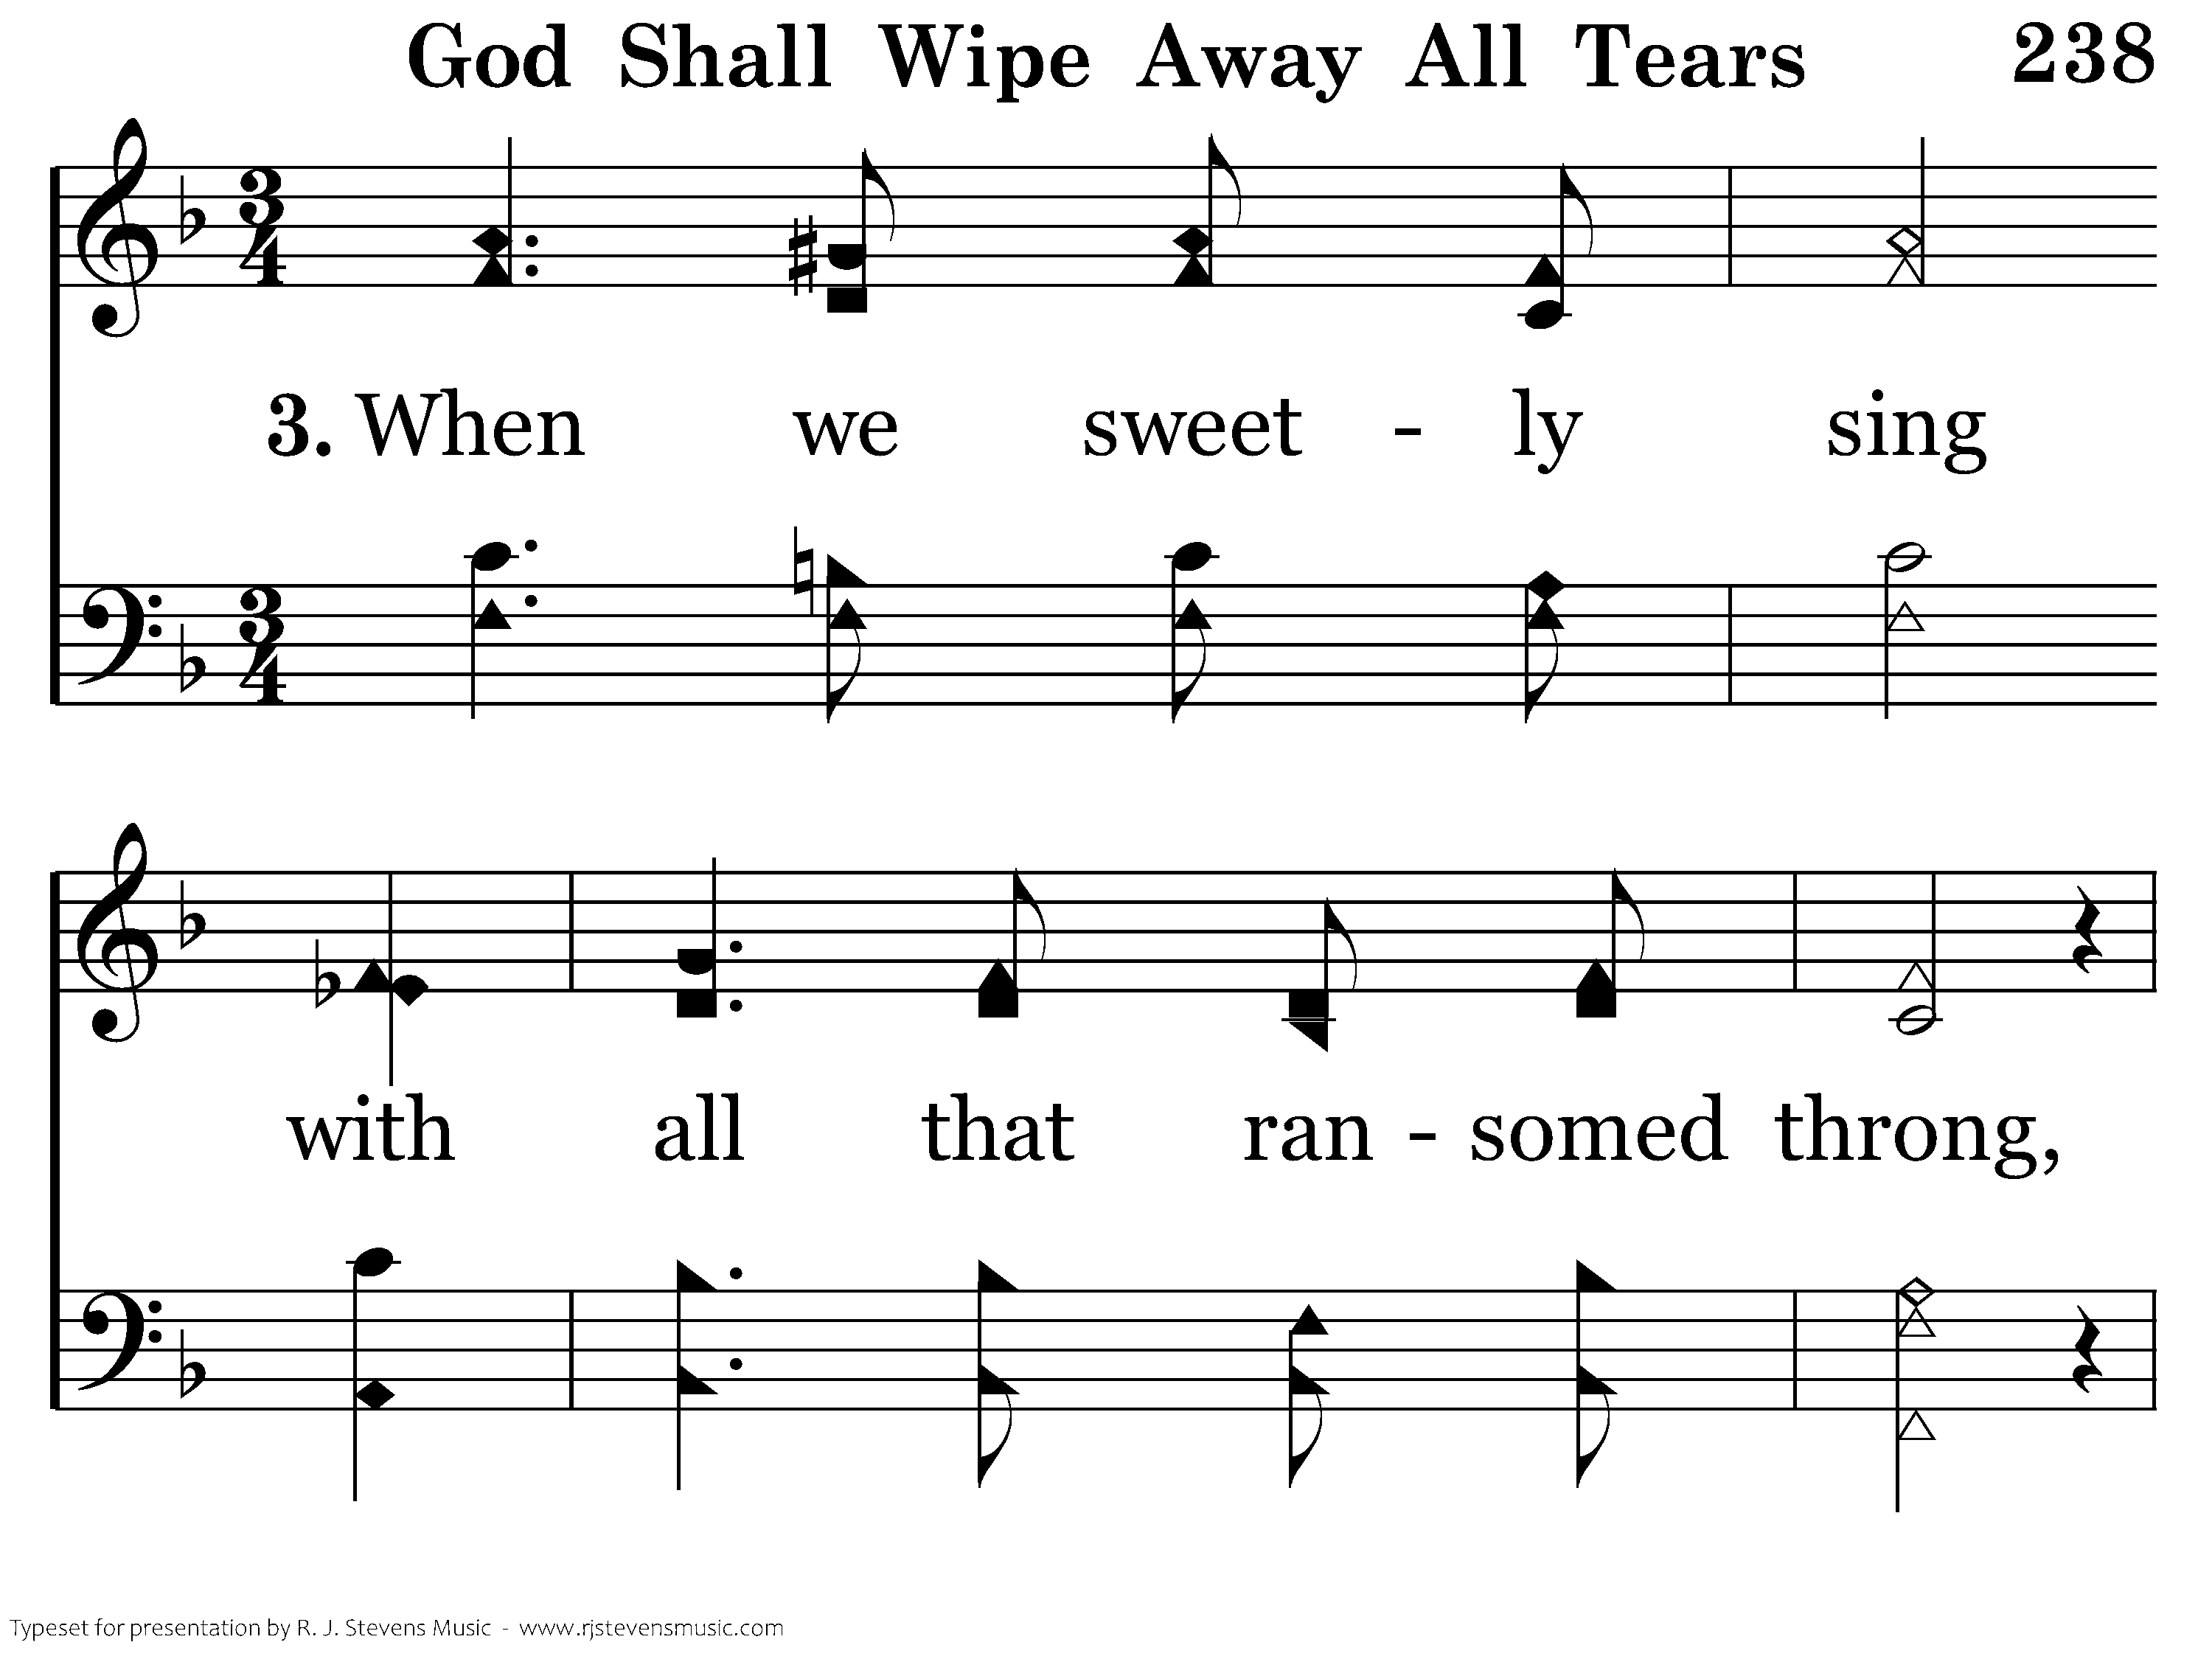 God Shall Wipe Away All Tears 238
3. When we sweet - ly sing
with all that ran - somed throng,
Typeset for presentation by R. J. Stevens Music - www.rjstevensmusic.com